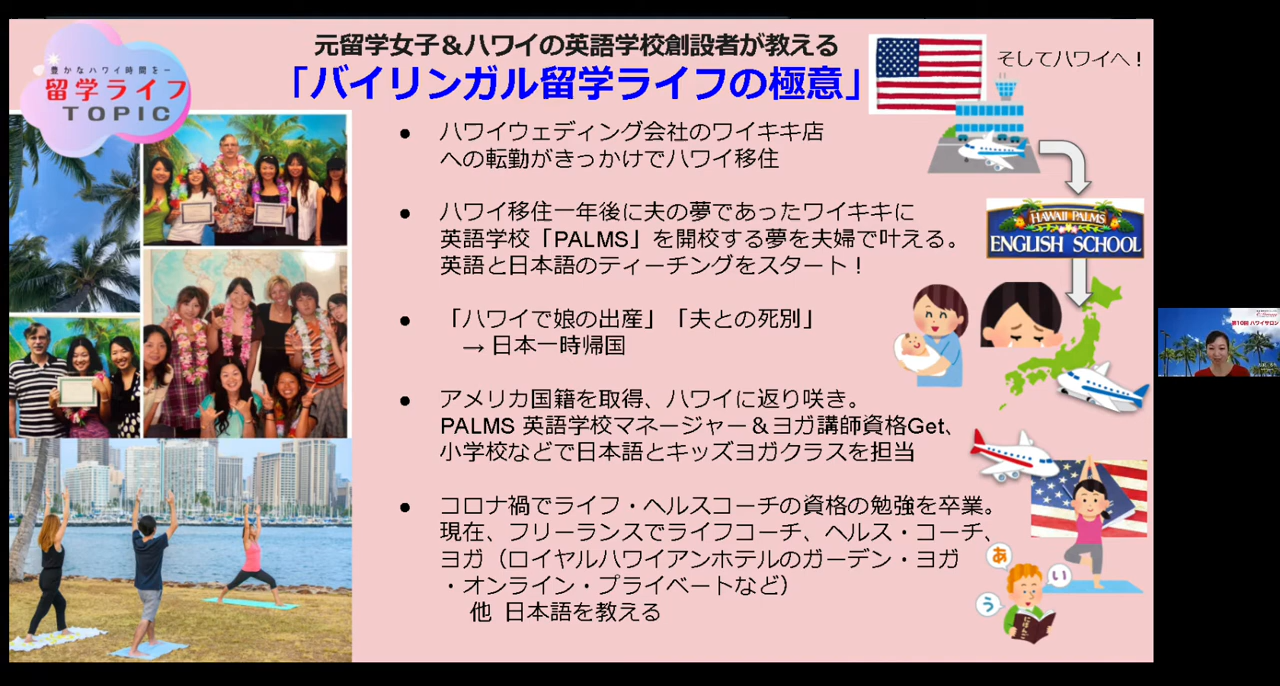 豊かなハワイ時間を－
留学ライフ
TOPIC
元留学女子＆ハワイの英語学校創設者が教える
「バイリンガル留学ライフの極意」
そしてハワイへ！
● ハワイウェディング会社のワイキキ店
への転勤がきっかけでハワイ移住
● ハワイ移住一年後に夫の夢であったワイキキに
英語学校「PALMS」を開校する夢を夫婦で叶える。
英語と日本語のティーチングをスタート！
HAWAII PALMS
ENGLISH SCHOOL
● 「ハワイで娘の出産」「夫との死別」
→ 日本一時帰国
第10回 ハワイサロン
● アメリカ国籍を取得、ハワイに返り咲き。
PALMS 英語学校マネージャー＆ヨガ講師資格Get、
小学校などで日本語とキッズヨガクラスを担当
● コロナ禍でライフ・ヘルスコーチの資格の勉強を卒業。
現在、フリーランスでライフコーチ、ヘルス・コーチ、
ヨガ（ロイヤルハワイアンホテルのガーデン・ヨガ
・オンライン・プライベートなど）
他 日本語を教える
あ
い
う
にほんご